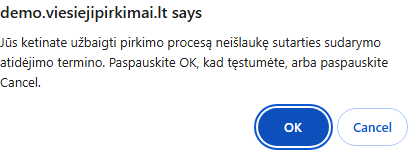 demo.viesiejipirkimai.lt says
Jūs ketinate užbaigti pirkimo procesą neišlaukę sutarties sudarymo
atidėjimo termino. Paspauskite OK, kad tęstumėte, arba paspauskite
Cancel.
OK
Cancel